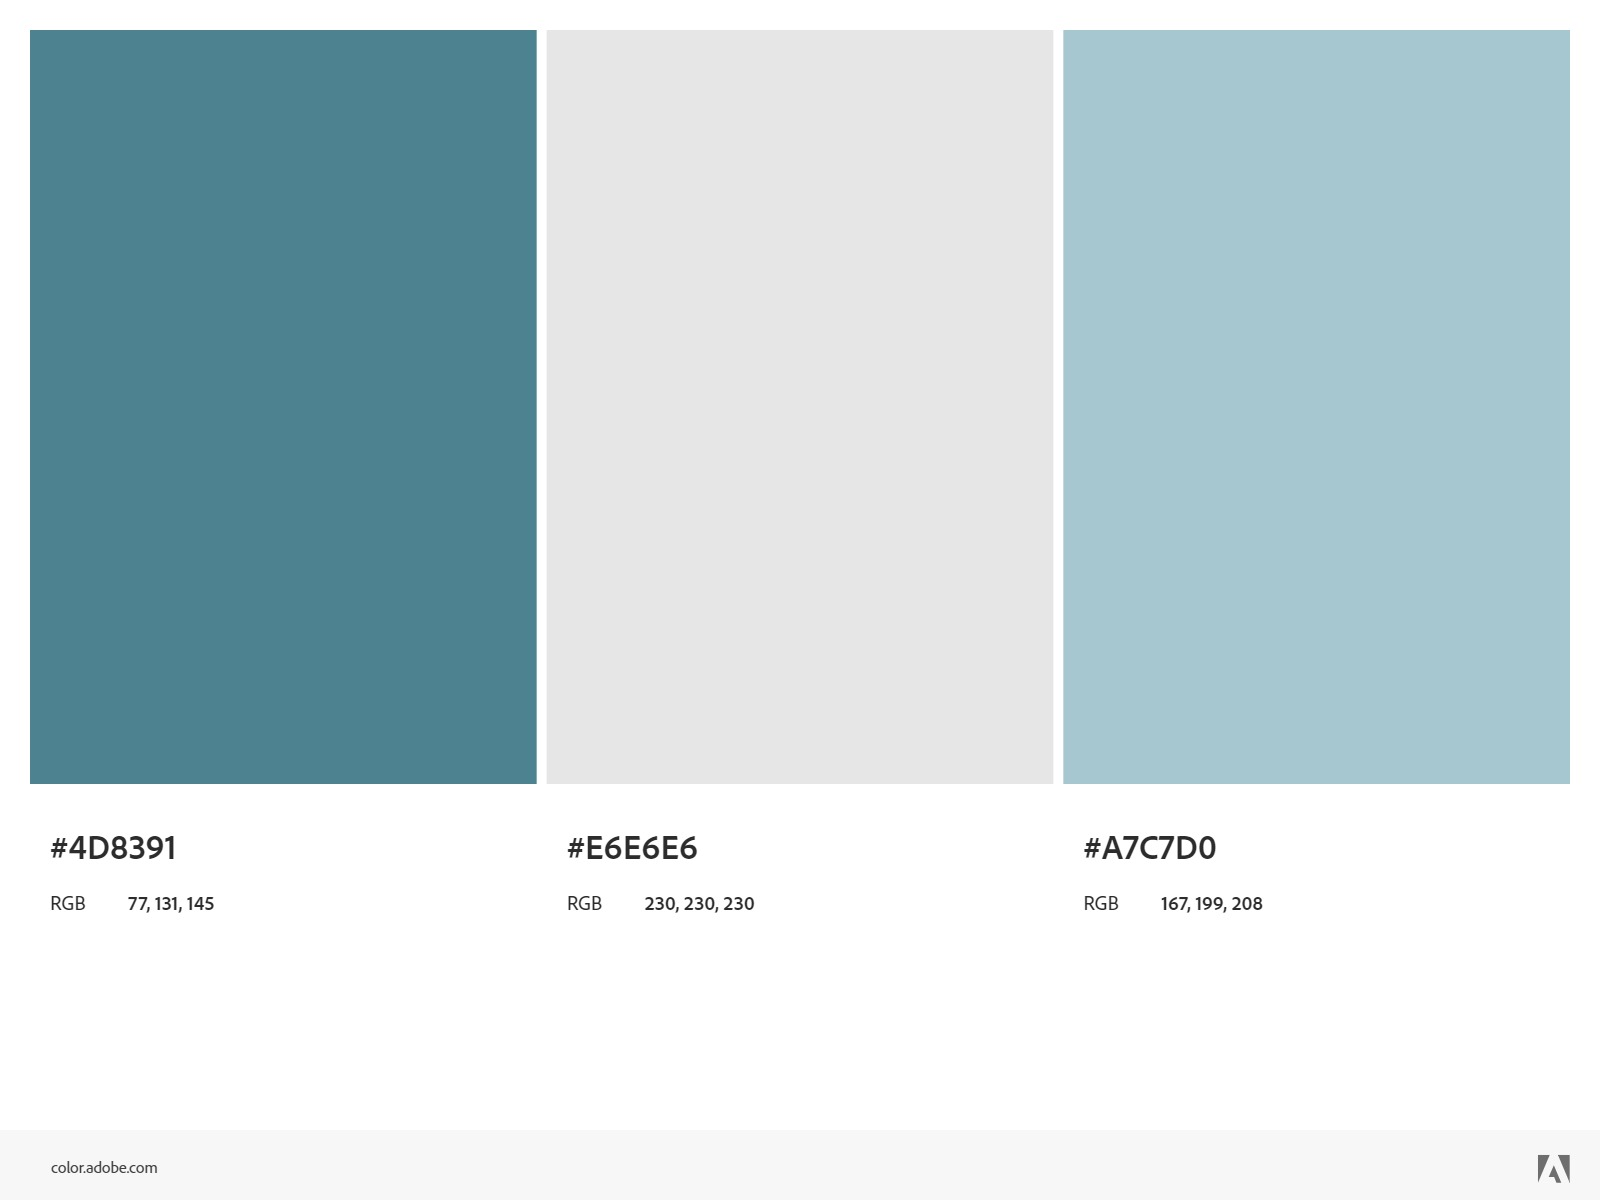 #4D8391
RGB 77, 131, 145
#E6E6E6
RGB 230, 230, 230
#A7C7D0
RGB 167, 199, 208
color.adobe.com